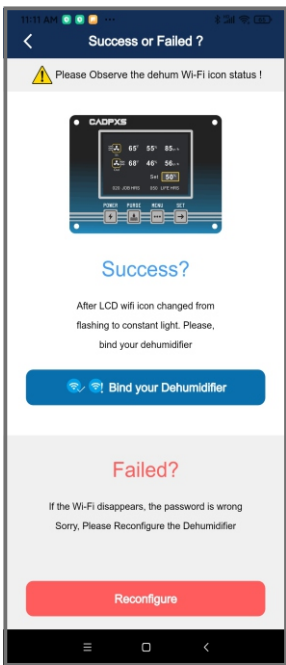 11:11 AM
Success or Failed ?
Please Observe the dehum Wi-Fi icon status !
CADPXS
65° 55% 85
68° 46% 56
Set 50%
POWER PURGE MENU SET
Success?
After LCD wifi icon changed from
flashing to constant light. Please,
bind your dehumidifier
Bind your Dehumidifier
Failed?
If the Wi-Fi disappears, the password is wrong
Sorry, Please Reconfigure the Dehumidifier
Reconfigure